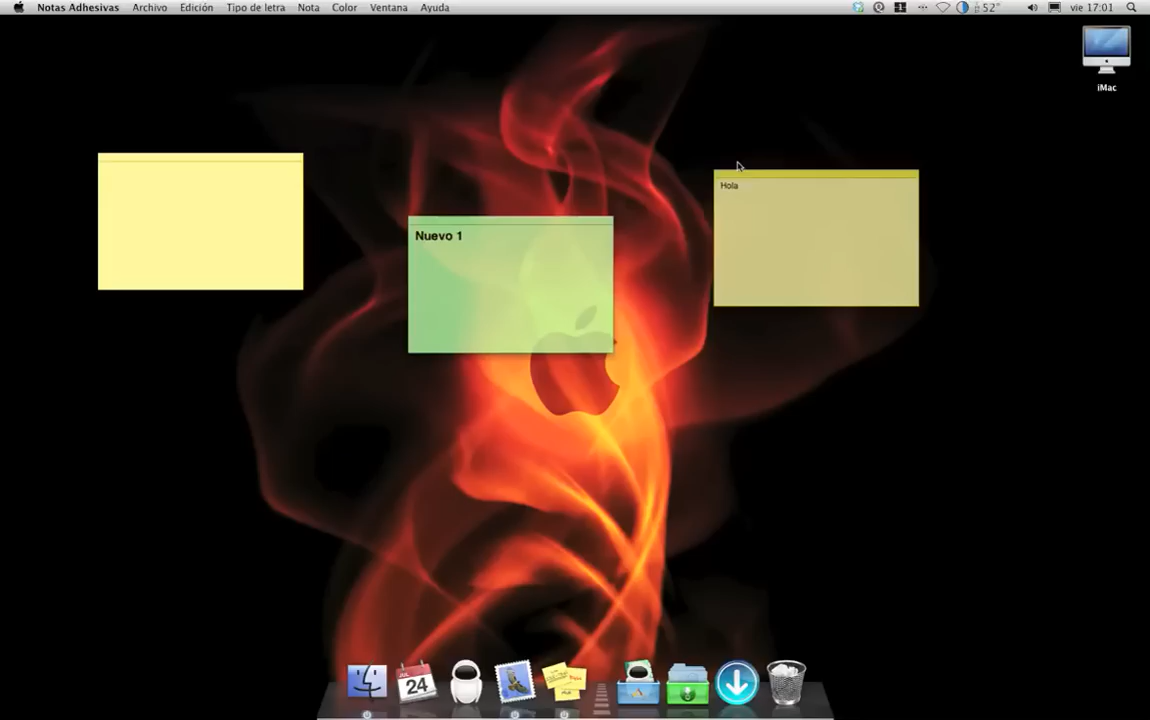 Notas Adhesivas Archivo Edición Tipo de letra Nota Color Ventana Ayuda 52° vie 17:01
iMac
Nuevo 1
Hola
JUL
24